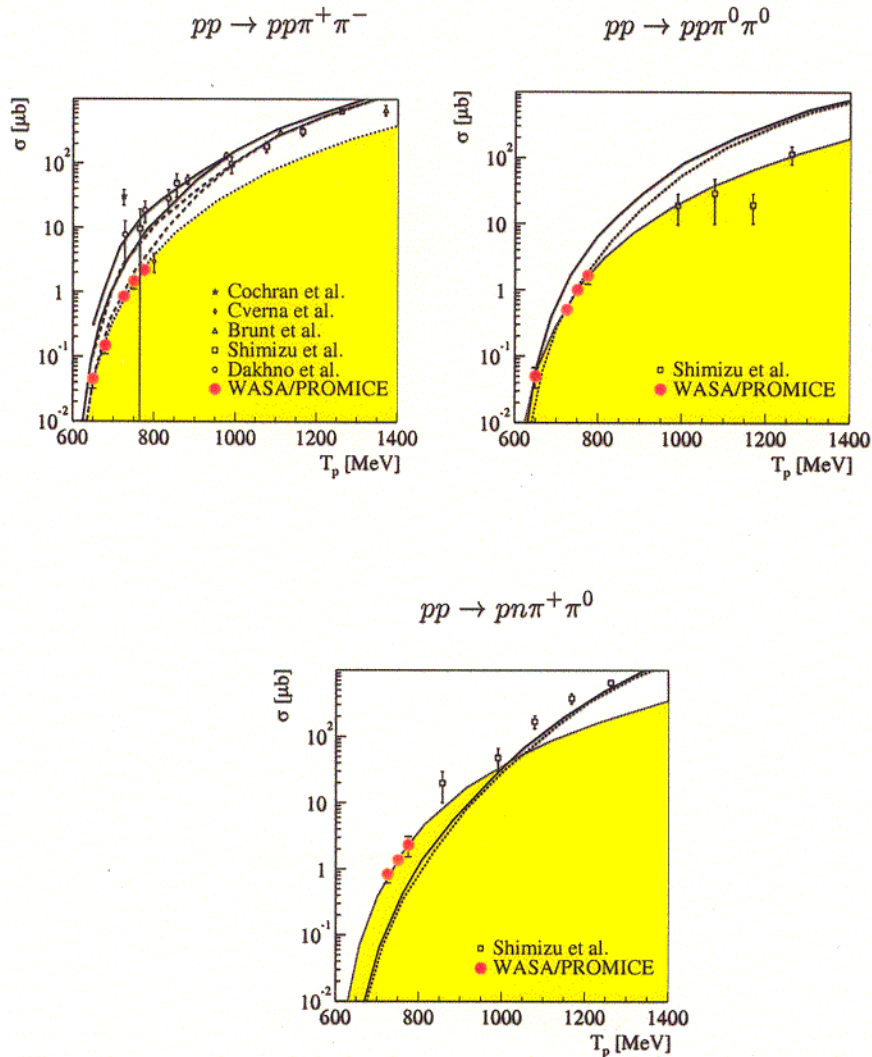 pp → ppπ⁺π⁻
pp → ppπ⁰π⁰
σ [μb]
10²
10
1
10⁻¹
10⁻²
600 800 1000 1200 1400
Tₚ [MeV]
Cochran et al.
Cverna et al.
Brunt et al.
Shimizu et al.
Dakhno et al.
WASA/PROMICE
σ [μb]
10²
10
1
10⁻¹
10⁻²
600 800 1000 1200 1400
Tₚ [MeV]
Shimizu et al.
WASA/PROMICE
pp → pnπ⁺π⁰
σ [μb]
10²
10
1
10⁻¹
10⁻²
600 800 1000 1200 1400
Tₚ [MeV]
Shimizu et al.
WASA/PROMICE